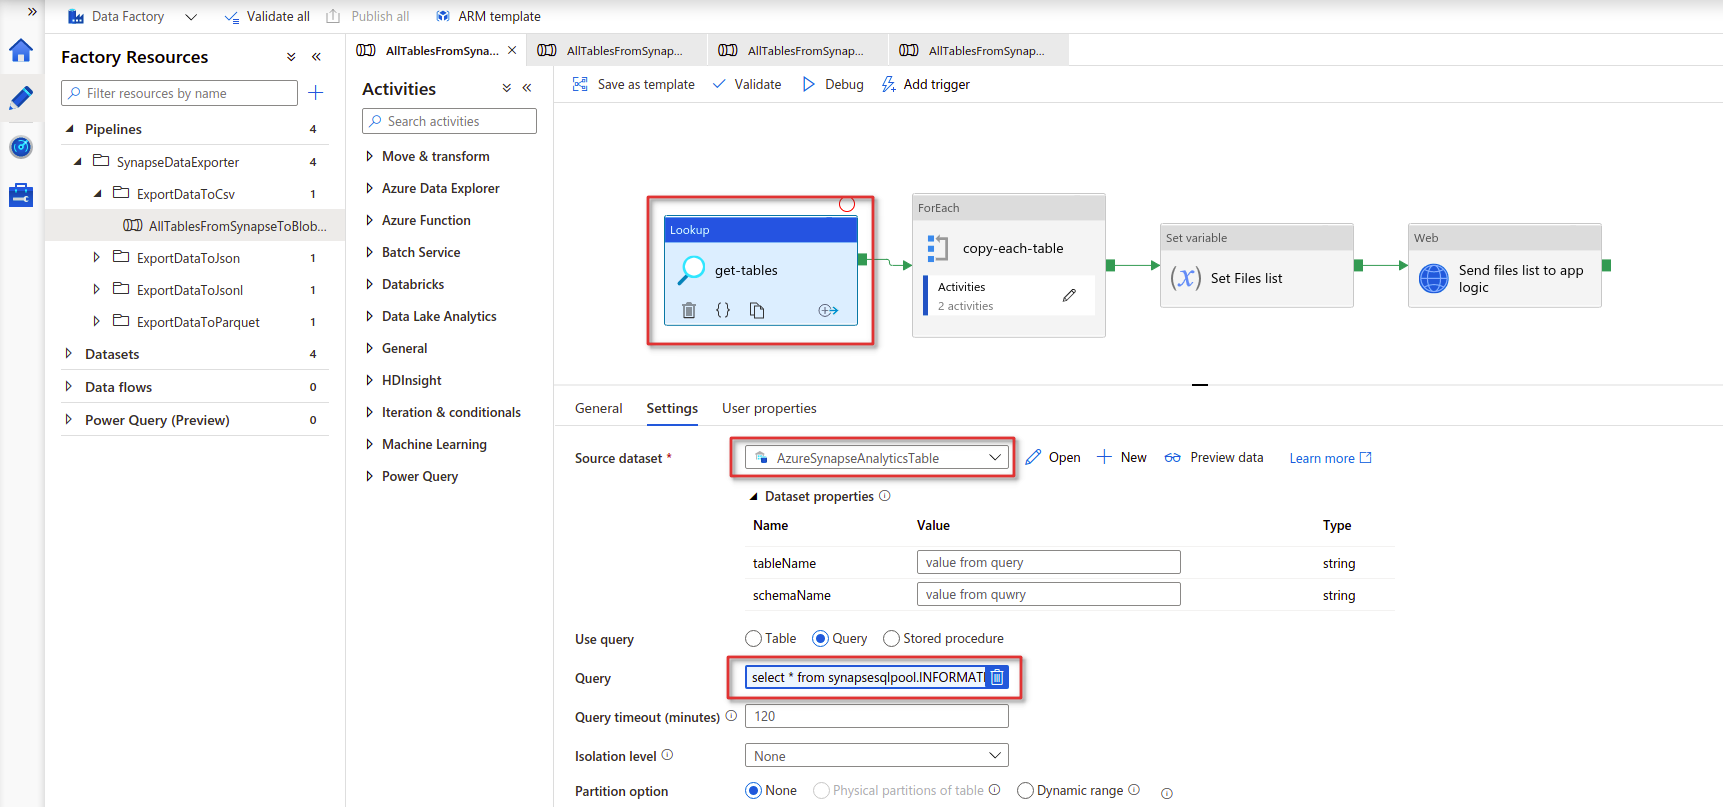 Data Factory
Validate all
Publish all
ARM template
Factory Resources
Filter resources by name
Pipelines 4
SynapseDataExporter 4
ExportDataToCsv 1
AllTablesFromSynapseToBlob...
ExportDataToJson 1
ExportDataToJsonl 1
ExportDataToParquet 1
Datasets 4
Data flows 0
Power Query (Preview) 0
AllTablesFromSyna...
AllTablesFromSynap...
AllTablesFromSynap...
AllTablesFromSynap...
Activities
Search activities
Move & transform
Azure Data Explorer
Azure Function
Batch Service
Databricks
Data Lake Analytics
General
HDInsight
Iteration & conditionals
Machine Learning
Power Query
Save as template
Validate
Debug
Add trigger
Lookup
get-tables
ForEach
copy-each-table
Activities
2 activities
Set variable
(x) Set Files list
Web
Send files list to app
logic
General
Settings
User properties
Source dataset *
AzureSynapseAnalyticsTable
Open
New
Preview data
Learn more
Dataset properties
Name Value Type
tableName value from query string
schemaName value from quwry string
Use query Table Query Stored procedure
Query select * from synapsesqlpool.INFORMATI
Query timeout (minutes) 120
Isolation level None
Partition option None Physical partitions of table Dynamic range